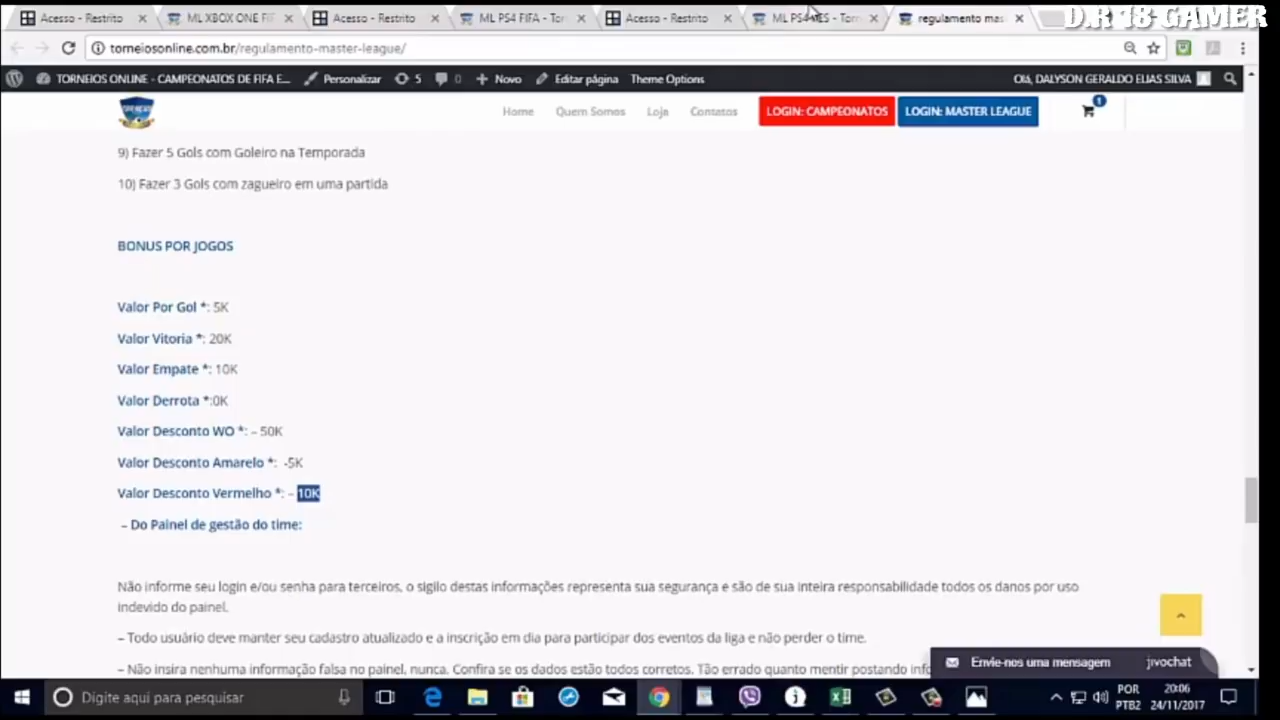 Acesso - Restrito
ML XBOX ONE FIF
Acesso - Restrito
ML PS4 FIFA - Torn
Acesso - Restrito
ML PS4 PES - Torn
regulamento mas
D.R 18 GAMER
torneiosonline.com.br/regulamento-master-league/
TORNEIOS ONLINE - CAMPEONATOS DE FIFA E...
Personalizar
5
0
Novo
Editar página
Theme Options
Olá, DALYSON GERALDO ELIAS SILVA
Home
Quem Somos
Loja
Contatos
LOGIN: CAMPEONATOS
LOGIN: MASTER LEAGUE
1
9) Fazer 5 Gols com Goleiro na Temporada
10) Fazer 3 Gols com zagueiro em uma partida
BONUS POR JOGOS
Valor Por Gol *: 5K
Valor Vitoria *: 20K
Valor Empate *: 10K
Valor Derrota *:0K
Valor Desconto WO *: – 50K
Valor Desconto Amarelo *: -5K
Valor Desconto Vermelho *: – 10K
– Do Painel de gestão do time:
Não informe seu login e/ou senha para terceiros, o sigilo destas informações representa sua segurança e são de sua inteira responsabilidade todos os danos por uso
indevido do painel.
– Todo usuário deve manter seu cadastro atualizado e a inscrição em dia para participar dos eventos da liga e não perder o time.
– Não insira nenhuma informação falsa no painel, nunca. Confira se os dados estão todos corretos. Tão errado quanto mentir postando
Envie-nos uma mensagem
jivochat
Digite aqui para pesquisar
POR
PTB2
20:06
24/11/2017